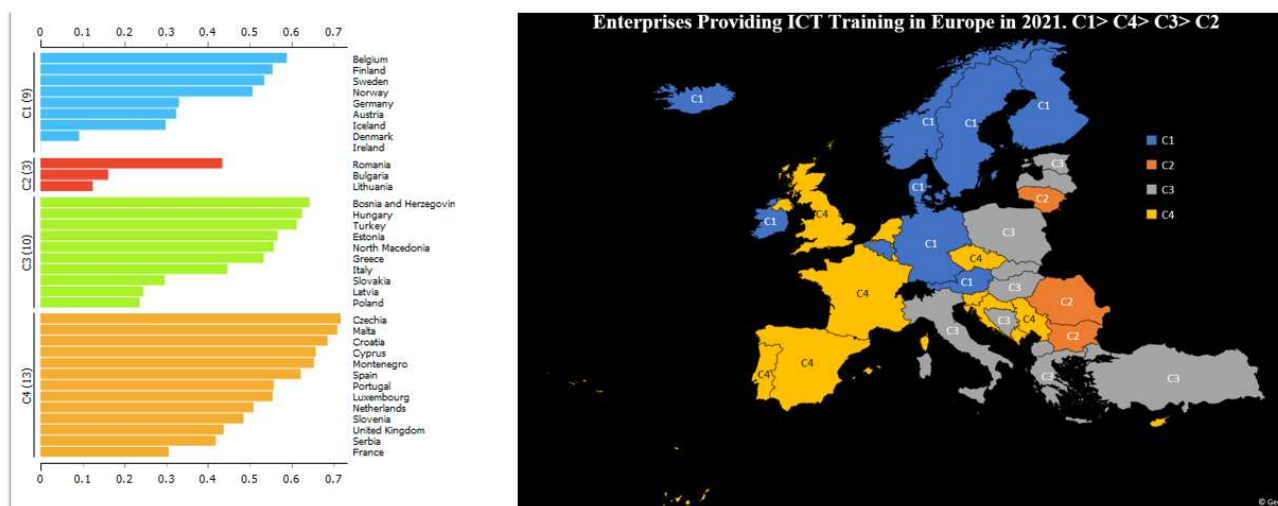 0 0.1 0.2 0.3 0.4 0.5 0.6 0.7
C1 (9)
Belgium
Finland
Sweden
Norway
Germany
Austria
Iceland
Denmark
Ireland
C2 (3)
Romania
Bulgaria
Lithuania
C3 (10)
Bosnia and Herzegovin
Hungary
Turkey
Estonia
North Macedonia
Greece
Italy
Slovakia
Latvia
Poland
C4 (13)
Czechia
Malta
Croatia
Cyprus
Montenegro
Spain
Portugal
Luxembourg
Netherlands
Slovenia
United Kingdom
Serbia
France
0 0.1 0.2 0.3 0.4 0.5 0.6 0.7
Enterprises Providing ICT Training in Europe in 2021. C1> C4> C3> C2
C1
C1
C1
C1
C1
C3
C2
C4
C1
C1
C3
C4
C1
C3
C4
C2
C3
C4
C2
C3
C4
C4
C3
C3
C1
C2
C3
C4
© Geo